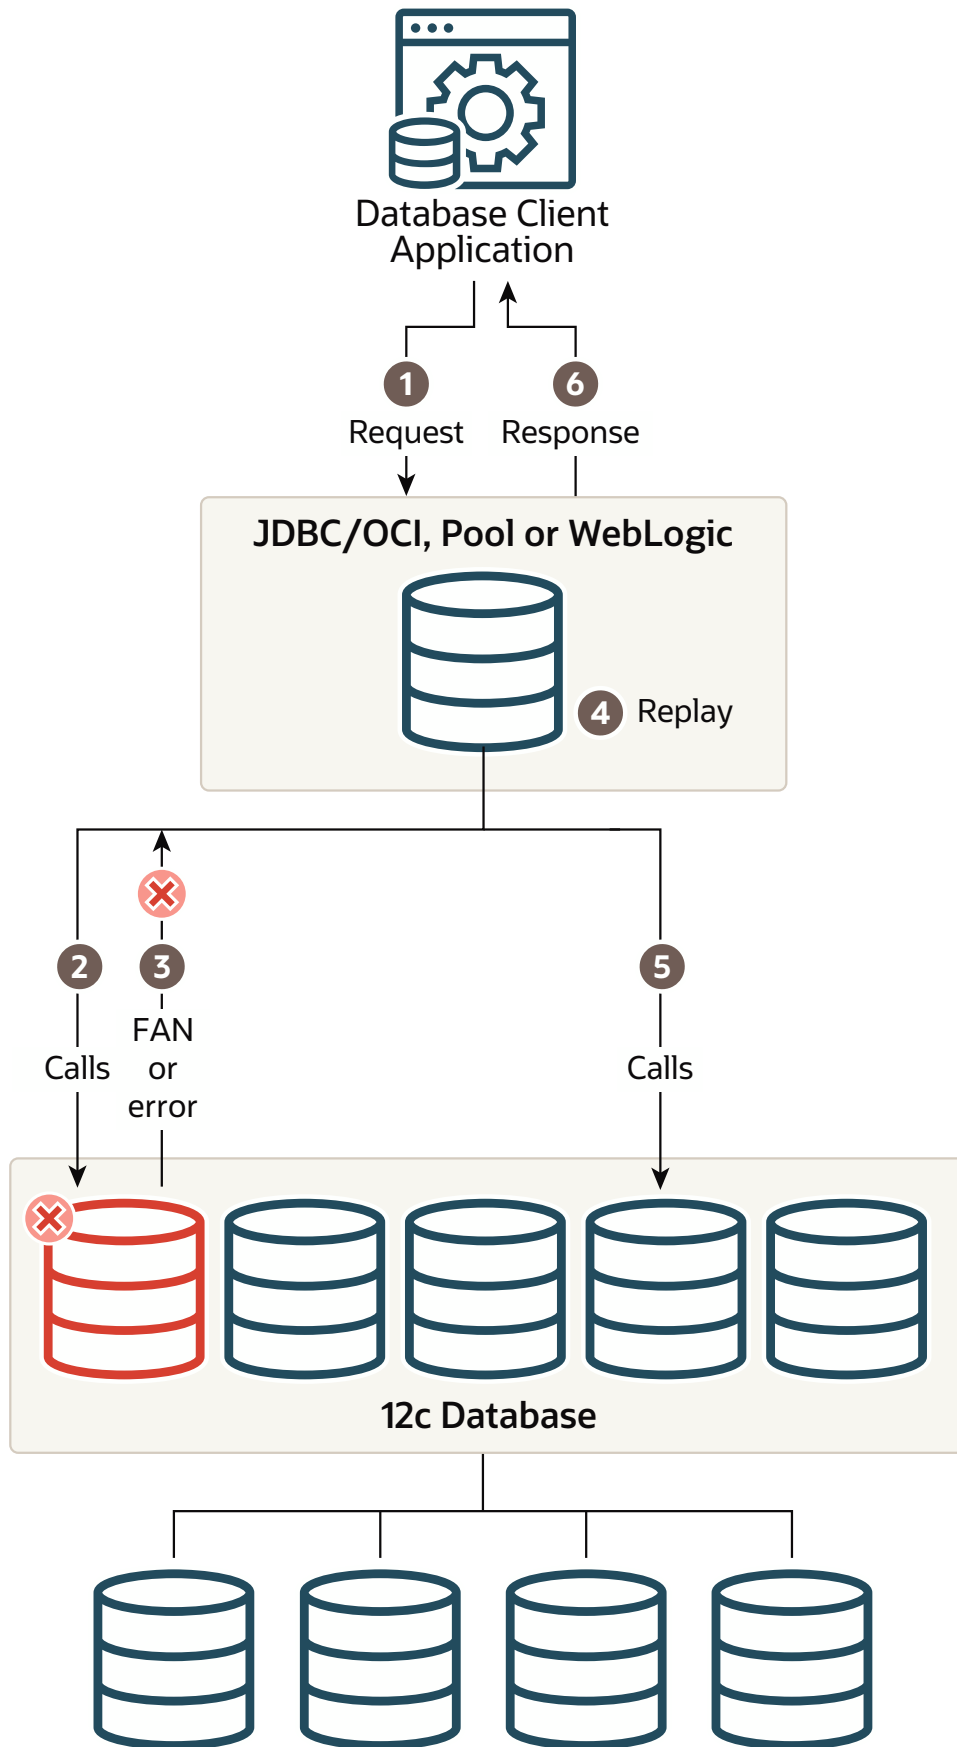 Database Client
Application
1
6
Request
Response
JDBC/OCI, Pool or WebLogic
4 Replay
2
3
5
FAN
or
error
Calls
Calls
12c Database